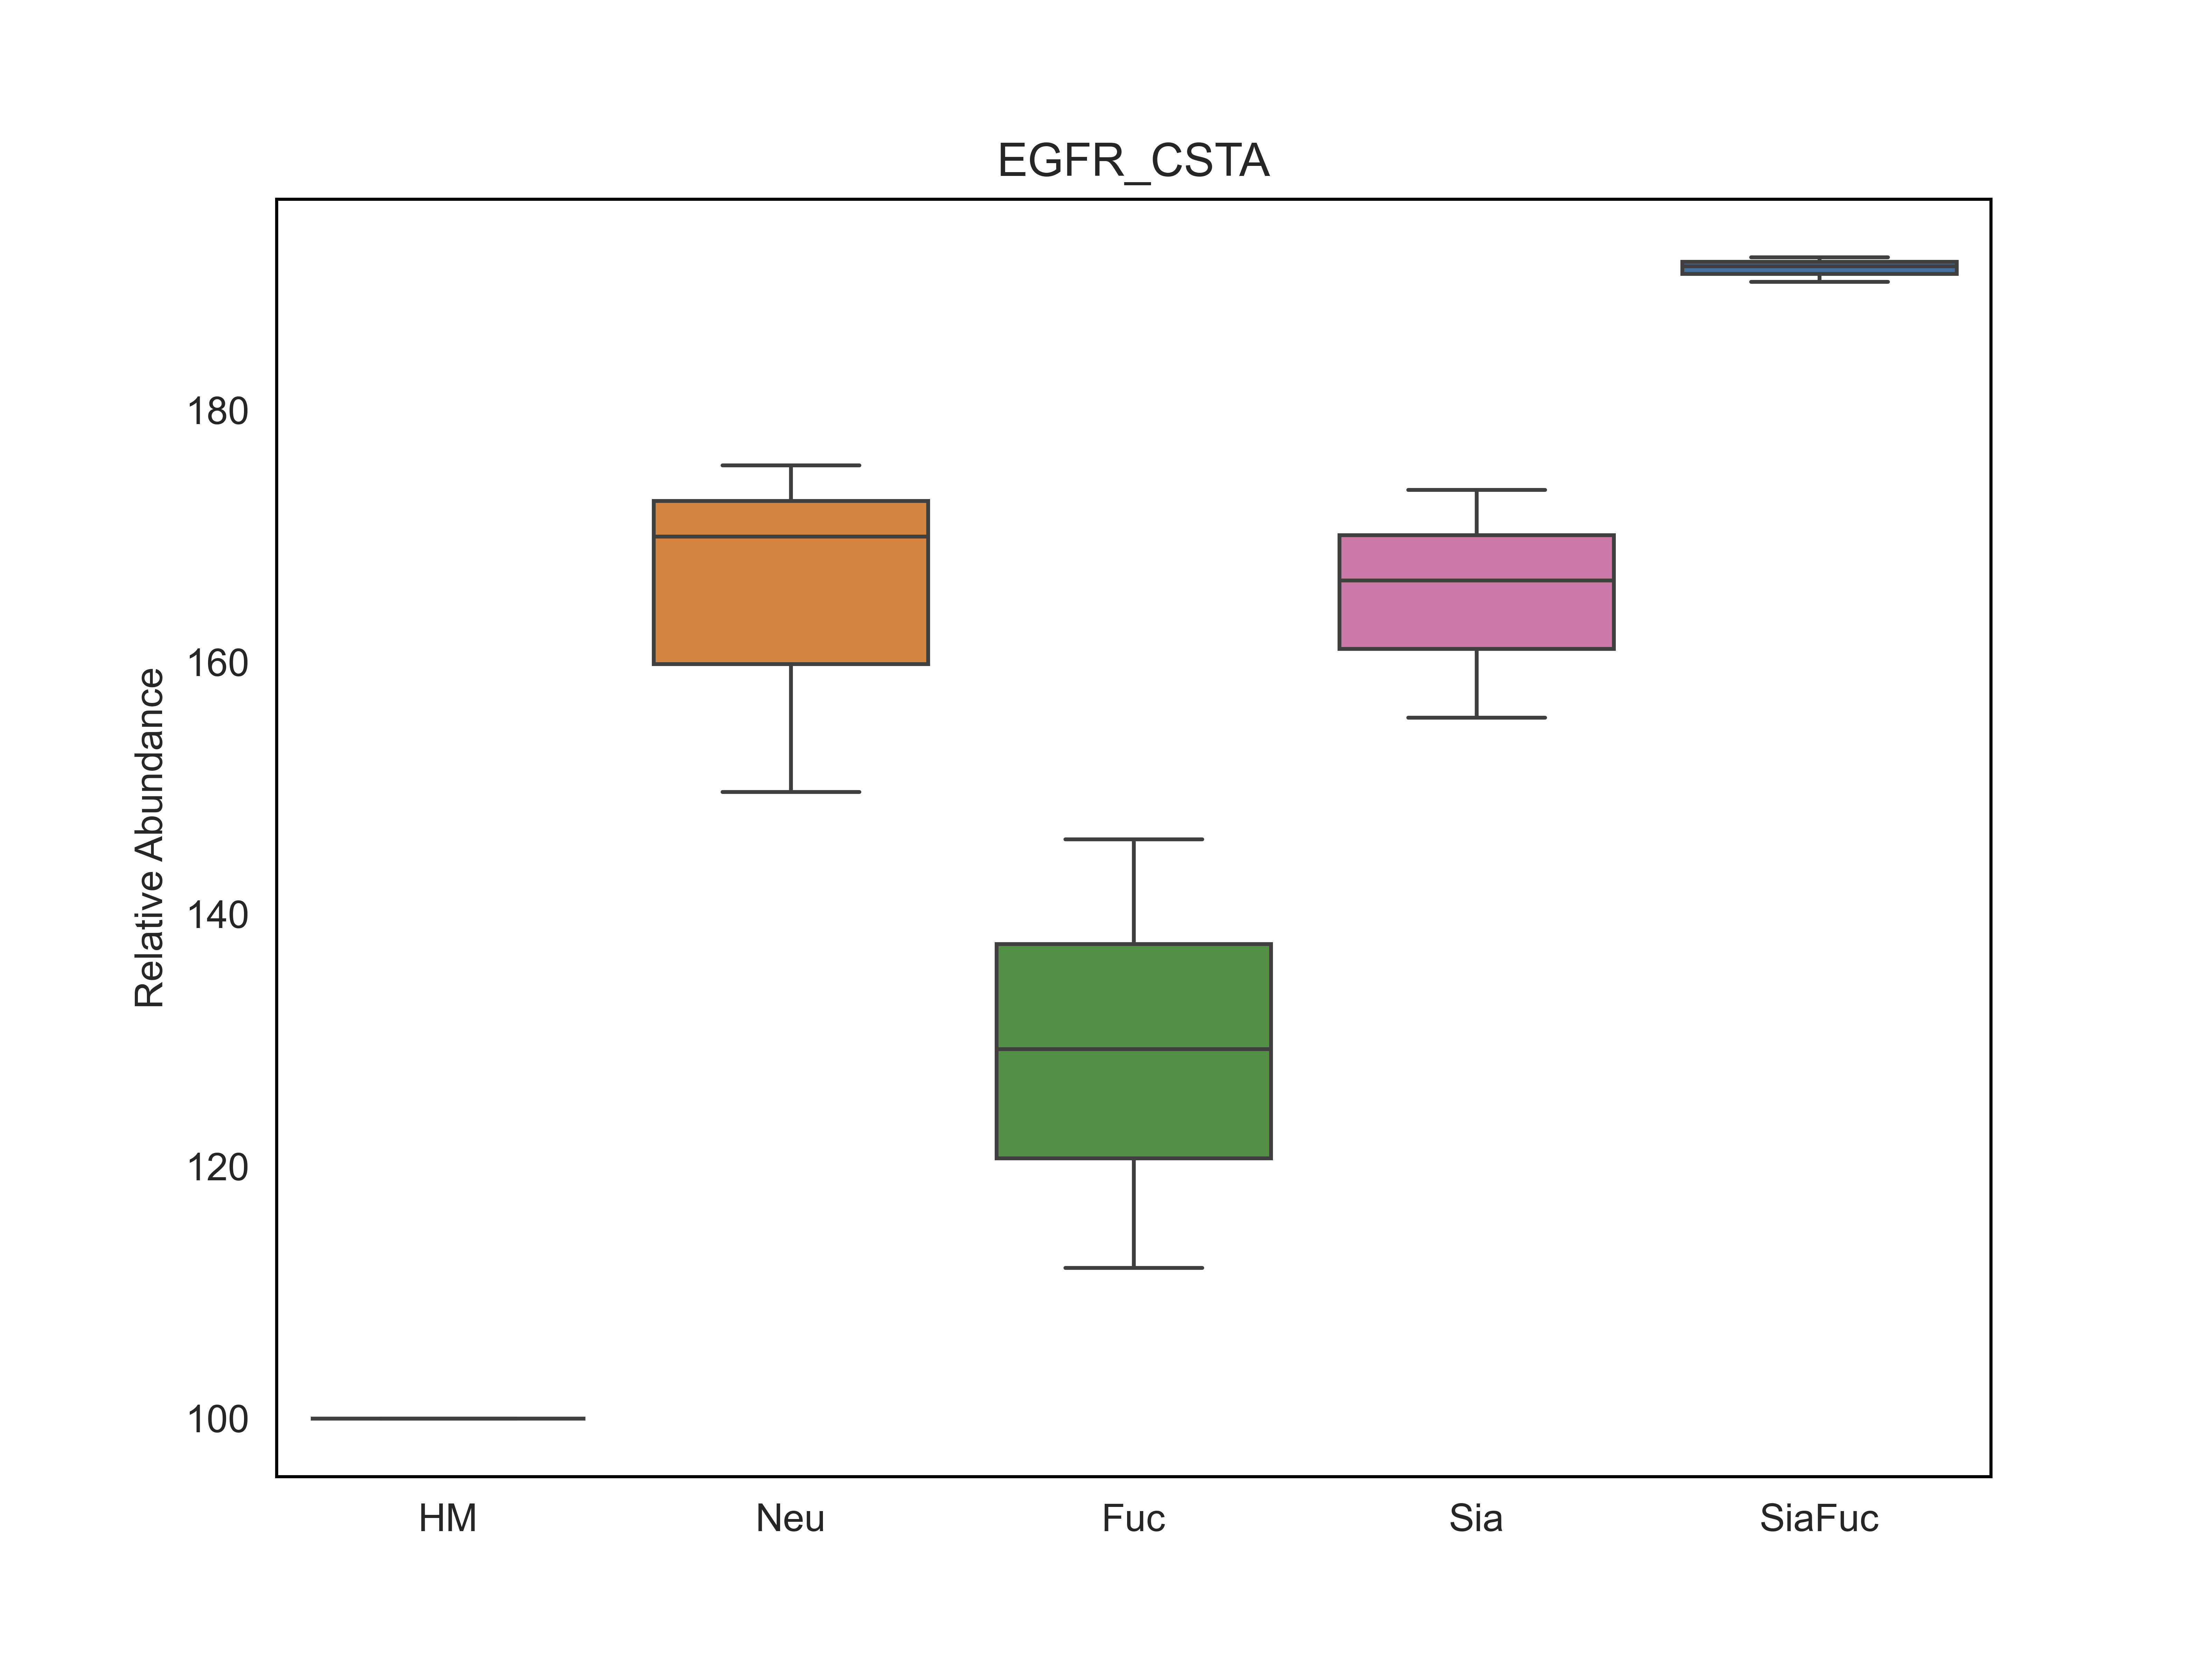 EGFR_CSTA
Relative Abundance
180
160
140
120
100
HM
Neu
Fuc
Sia
SiaFuc